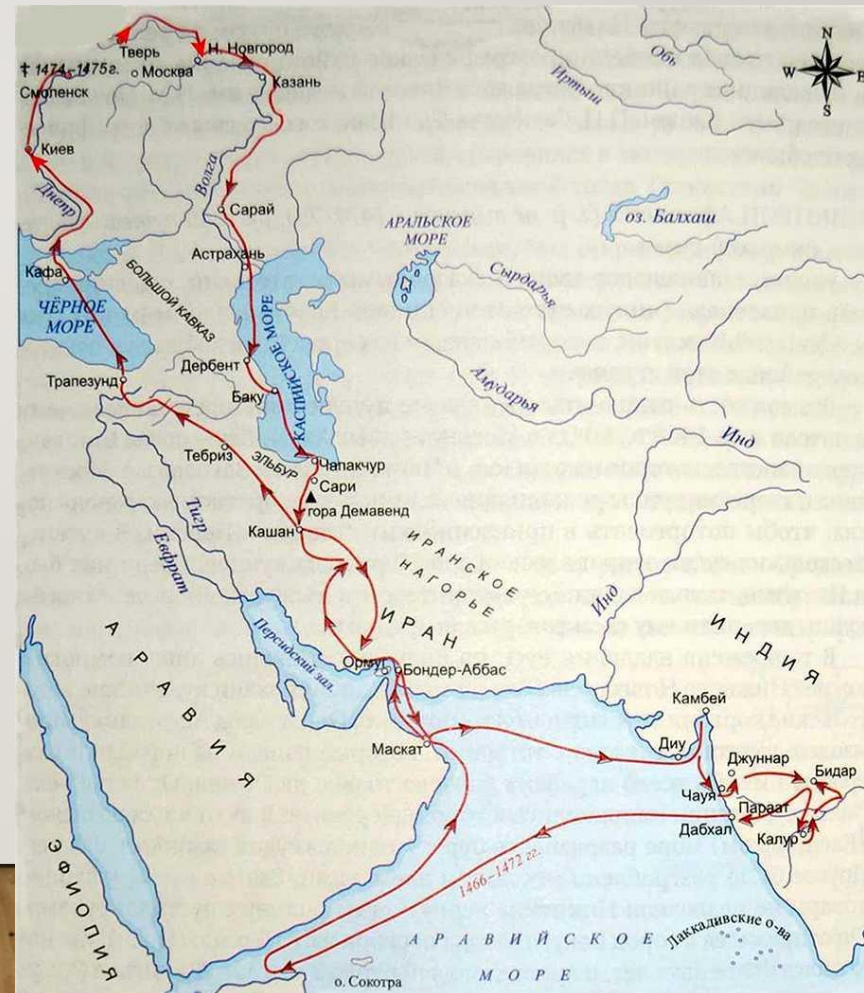 Тверь
Н. Новгород
Москва
Казань
✝ 1474–1475г.
Смоленск
Киев
Днепр
Волга
Сарай
Астрахань
Кафа
ЧЁРНОЕ
МОРЕ
БОЛЬШОЙ КАВКАЗ
КАСПИЙСКОЕ МОРЕ
Дербент
Баку
Трапезунд
Тебриз
ЭЛЬБУР
Чапакчур
Сари
гора Демавенд
Кашан
Тигр
Евфрат
Иртыш
Обь
N
W
E
S
оз. Балхаш
АРАЛЬСКОЕ
МОРЕ
Сырдарья
Амударья
Инд
Инд
ИРАНСКОЕ
НАГОРЬЕ
ИРАН
ИНДИЯ
АРАВИЯ
Персидский зал.
Ормуз
Бондер-Аббас
Маскат
Камбей
Диу
Джуннар
Бидар
Чаул
Параат
Дабхал
Калур
1466–1472 гг.
ЭФИОПИЯ
АРАВИЙСКОЕ
МОРЕ
Лаккадивские о-ва
о. Сокотра